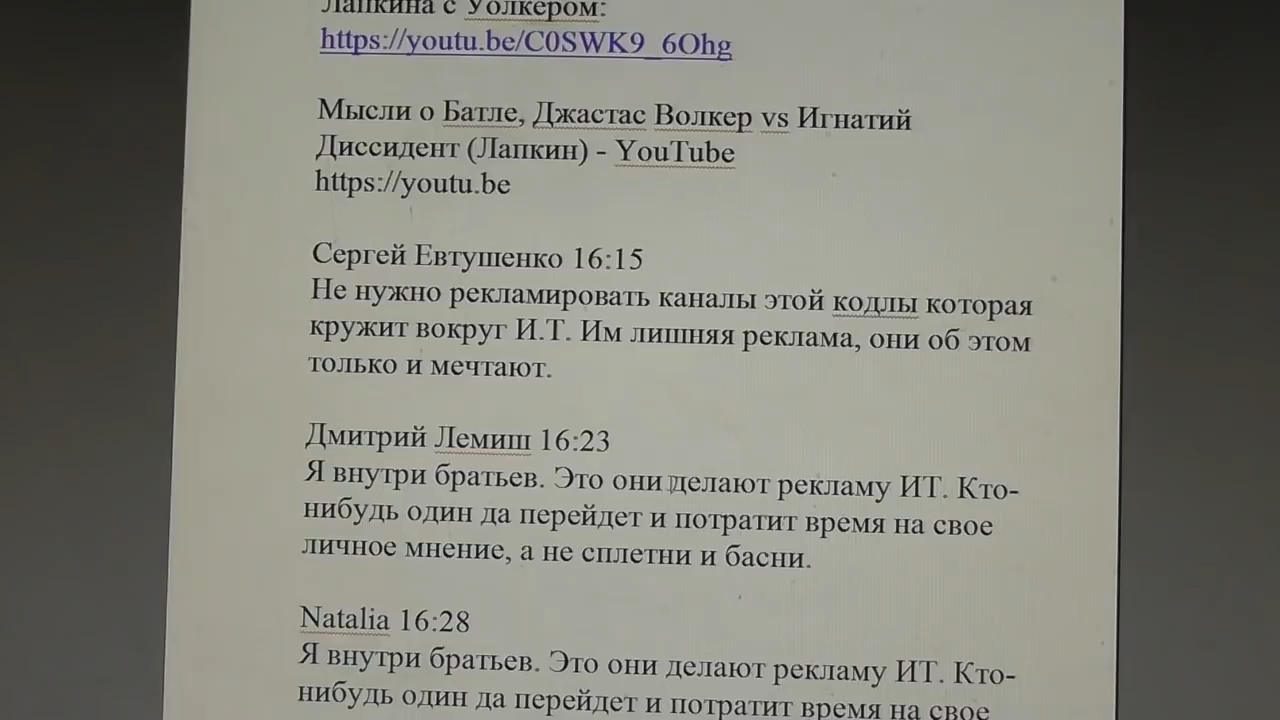 Лапкина с Уолкером:
https://youtu.be/C0SWK9_6Ohg
Мысли о Батле, Джастас Волкер vs Игнатий
Диссидент (Лапкин) - YouTube
https://youtu.be
Сергей Евтушенко 16:15
Не нужно рекламировать каналы этой кодлы которая
кружит вокруг И.Т. Им лишняя реклама, они об этом
только и мечтают.
Дмитрий Лемиш 16:23
Я внутри братьев. Это они делают рекламу ИТ. Кто-
нибудь один да перейдет и потратит время на свое
личное мнение, а не сплетни и басни.
Natalia 16:28
Я внутри братьев. Это они делают рекламу ИТ. Кто-
нибудь один да перейдет и потратит время на свое